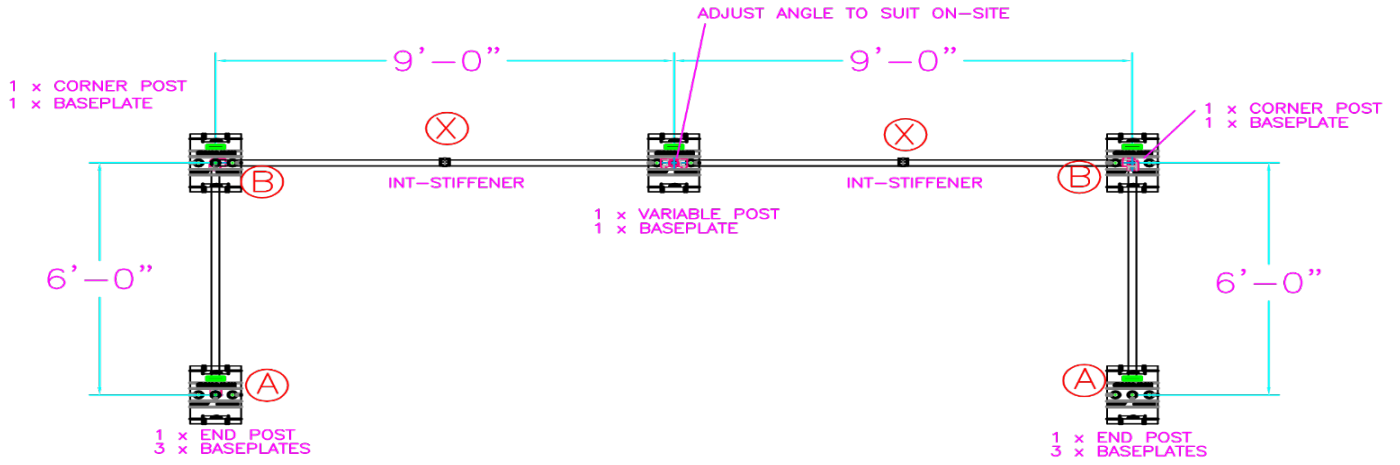 ADJUST ANGLE TO SUIT ON-SITE
9'-0"
9'-0"
1 x CORNER POST
1 x BASEPLATE
1 x CORNER POST
1 x BASEPLATE
X
X
B
INT-STIFFENER
INT-STIFFENER
B
1 x VARIABLE POST
1 x BASEPLATE
6'-0"
6'-0"
A
A
1 x END POST
3 x BASEPLATES
1 x END POST
3 x BASEPLATES